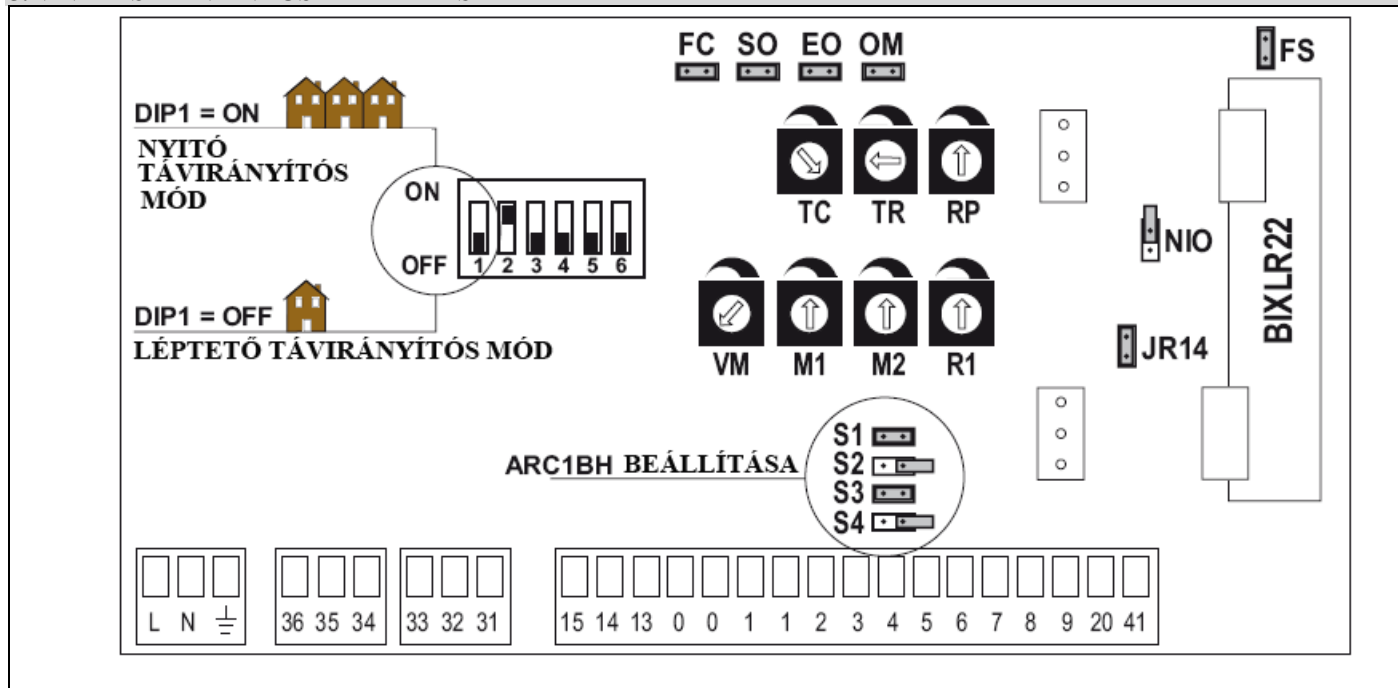 FC SO EO OM
FS
DIP1 = ON
NYITÓ
TÁVIRÁNYÍTÓS
MÓD
ON
OFF
1 2 3 4 5 6
DIP1 = OFF
LÉPTETŐ TÁVIRÁNYÍTÓS MÓD
TC TR RP
VM M1 M2 R1
NIO
JR14
BIXLR22
ARC1BH BEÁLLÍTÁSA
S1
S2
S3
S4
L N
36 35 34
33 32 31
15 14 13 0 0 1 1 2 3 4 5 6 7 8 9 20 41